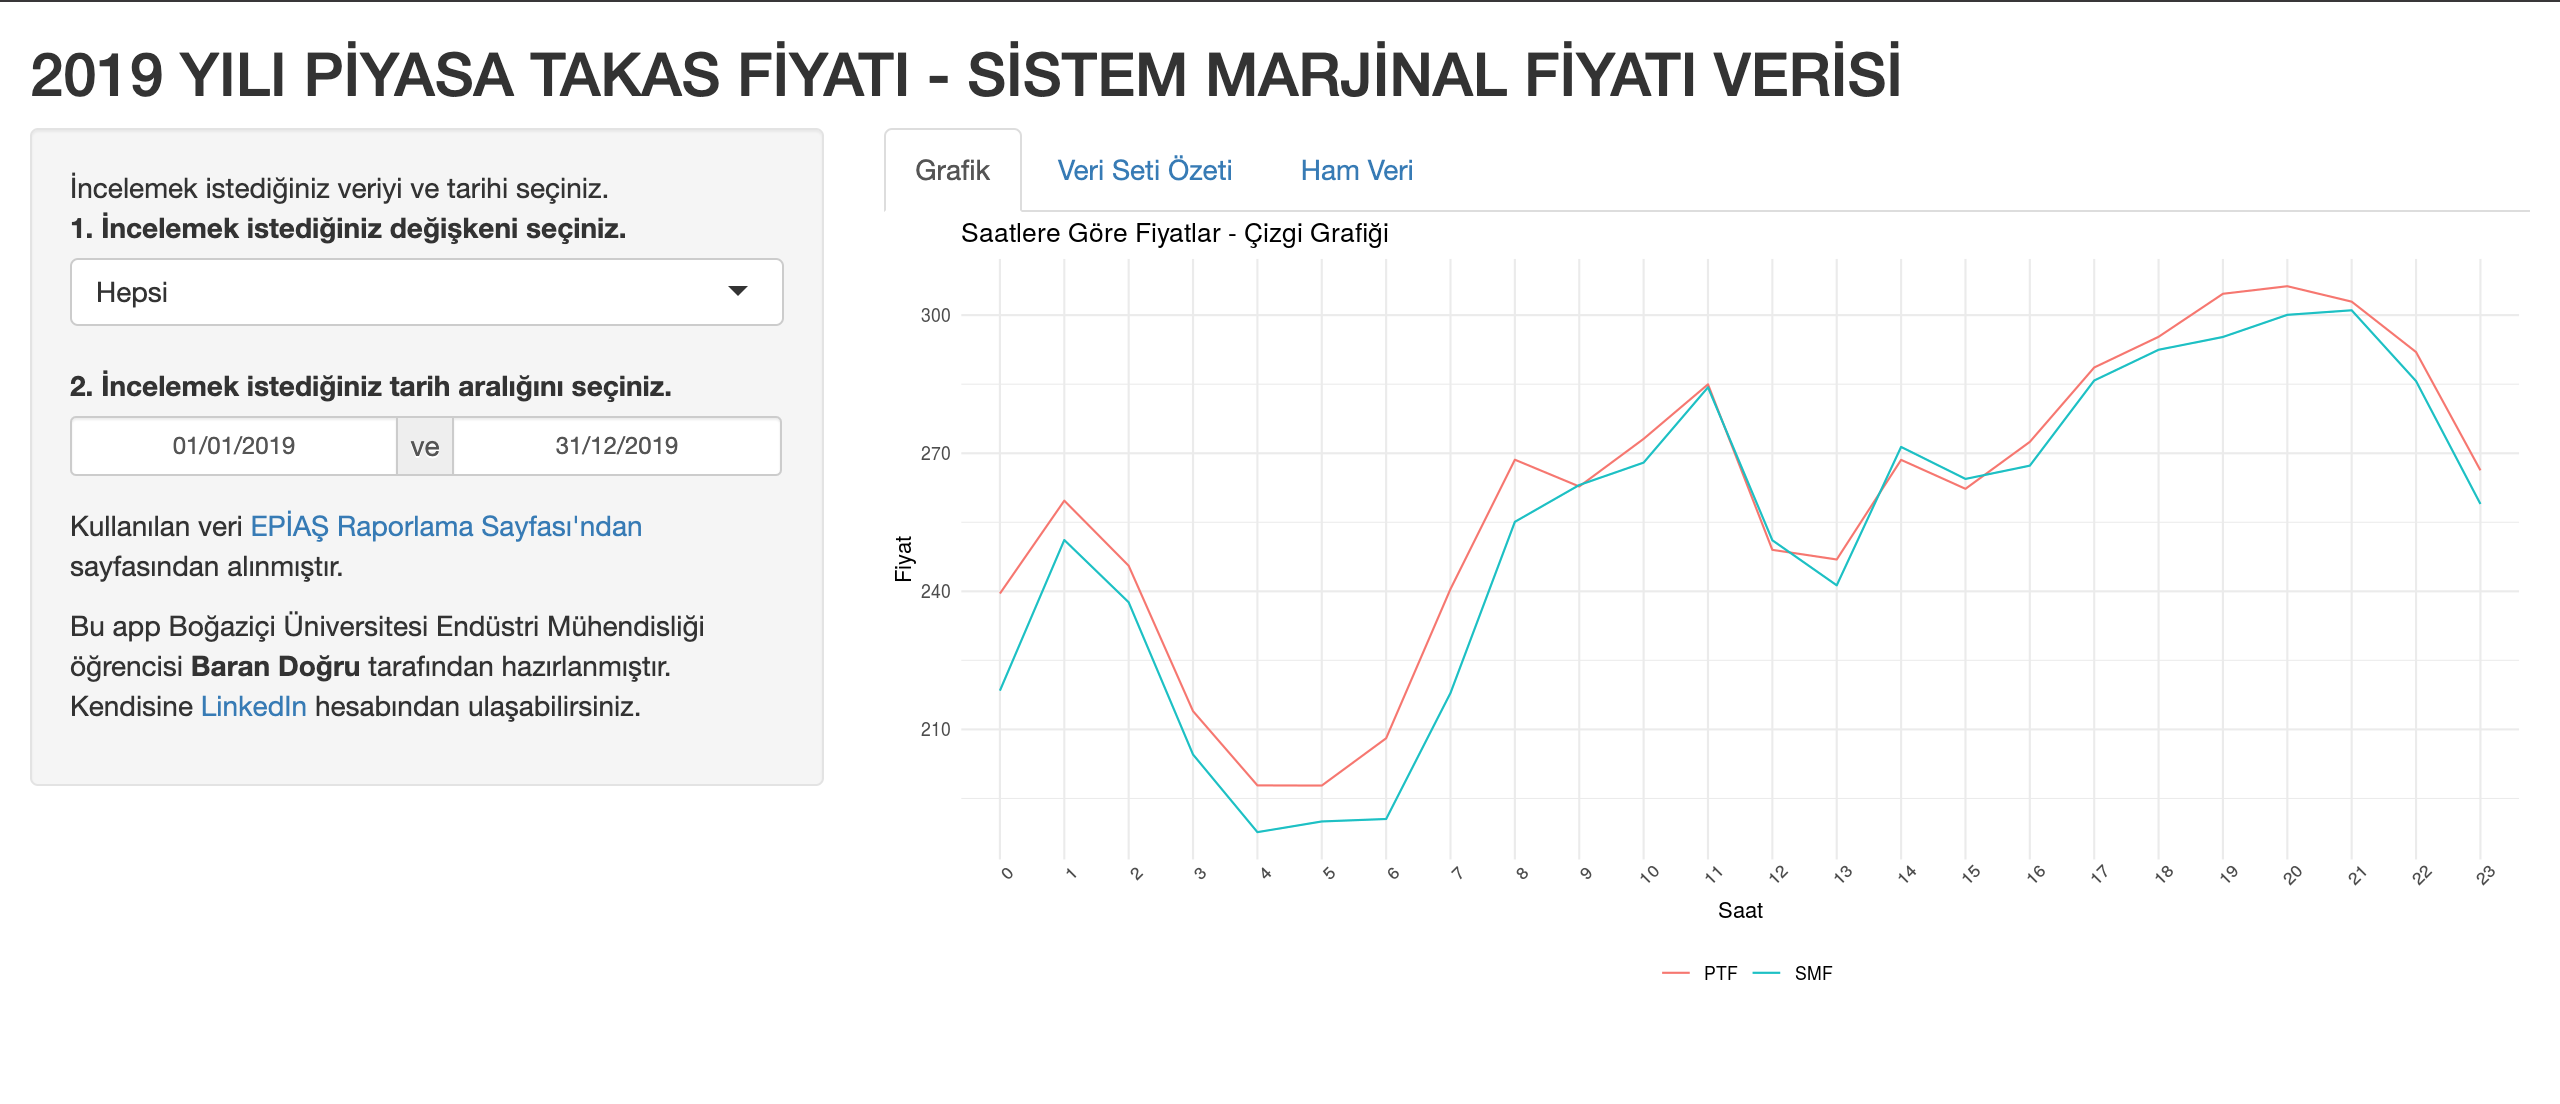 2019 YILI PİYASA TAKAS FİYATI - SİSTEM MARJİNAL FİYATI VERİSİ
İncelemek istediğiniz veriyi ve tarihi seçiniz.
1. İncelemek istediğiniz değişkeni seçiniz.
Hepsi
2. İncelemek istediğiniz tarih aralığını seçiniz.
01/01/2019 ve 31/12/2019
Kullanılan veri EPİAŞ Raporlama Sayfası'ndan
sayfasından alınmıştır.
Bu app Boğaziçi Üniversitesi Endüstri Mühendisliği
öğrencisi Baran Doğru tarafından hazırlanmıştır.
Kendisine LinkedIn hesabından ulaşabilirsiniz.
Grafik Veri Seti Özeti Ham Veri
Saatlere Göre Fiyatlar - Çizgi Grafiği
Fiyat
300
270
240
210
0 1 2 3 4 5 6 7 8 9 10 11 12 13 14 15 16 17 18 19 20 21 22 23
Saat
PTF SMF